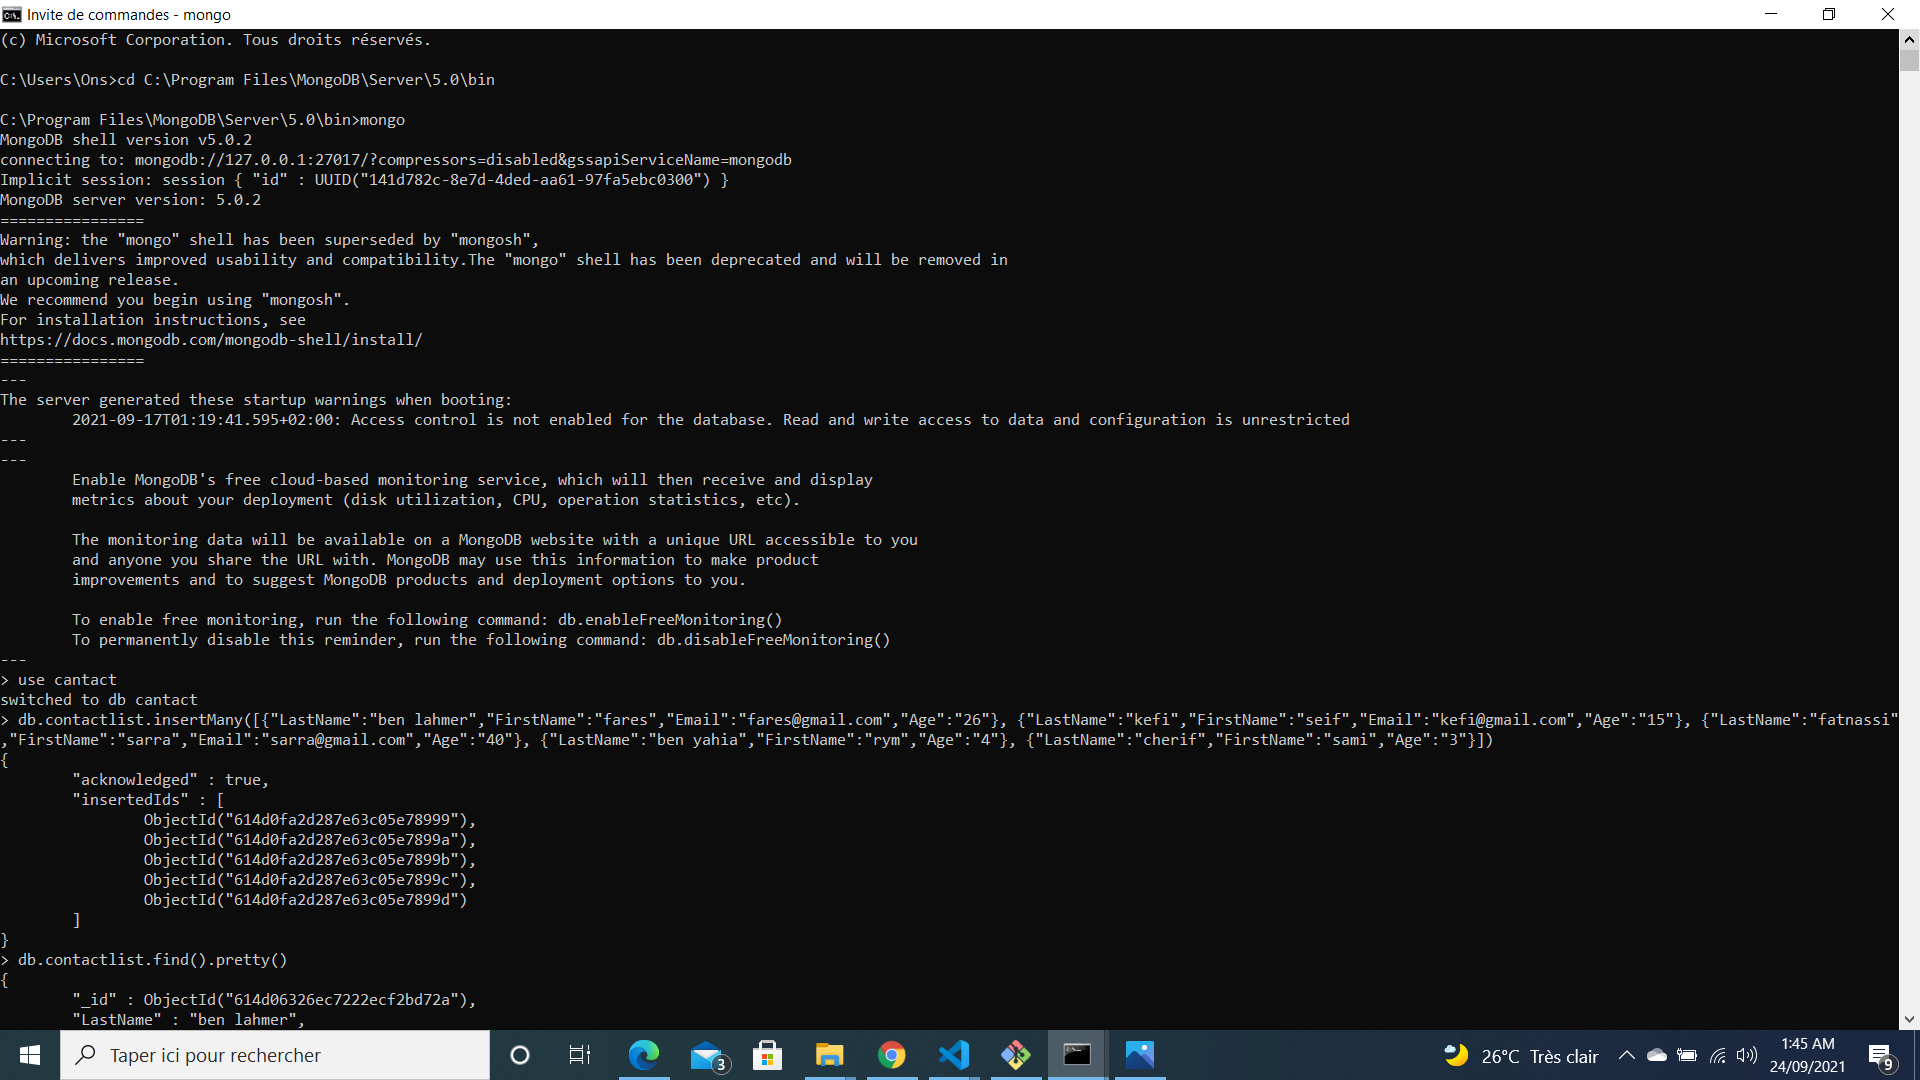 Invite de commandes - mongo
(c) Microsoft Corporation. Tous droits réservés.
C:\Users\Ons>cd C:\Program Files\MongoDB\Server\5.0\bin
C:\Program Files\MongoDB\Server\5.0\bin>mongo
MongoDB shell version v5.0.2
connecting to: mongodb://127.0.0.1:27017/?compressors=disabled&gssapiServiceName=mongodb
Implicit session: session { "id" : UUID("141d782c-8e7d-4ded-aa61-97fa5ebc0300") }
MongoDB server version: 5.0.2
================
Warning: the "mongo" shell has been superseded by "mongosh",
which delivers improved usability and compatibility.The "mongo" shell has been deprecated and will be removed in
an upcoming release.
We recommend you begin using "mongosh".
For installation instructions, see
https://docs.mongodb.com/mongodb-shell/install/
================
---
The server generated these startup warnings when booting:
2021-09-17T01:19:41.595+02:00: Access control is not enabled for the database. Read and write access to data and configuration is unrestricted
---
---
Enable MongoDB's free cloud-based monitoring service, which will then receive and display
metrics about your deployment (disk utilization, CPU, operation statistics, etc).
The monitoring data will be available on a MongoDB website with a unique URL accessible to you
and anyone you share the URL with. MongoDB may use this information to make product
improvements and to suggest MongoDB products and deployment options to you.
To enable free monitoring, run the following command: db.enableFreeMonitoring()
To permanently disable this reminder, run the following command: db.disableFreeMonitoring()
---
> use cantact
switched to db cantact
> db.contactlist.insertMany([{"LastName":"ben lahmer","FirstName":"fares","Email":"fares@gmail.com","Age":"26"}, {"LastName":"kefi","FirstName":"seif","Email":"kefi@gmail.com","Age":"15"}, {"LastName":"fatnassi"
,"FirstName":"sarra","Email":"sarra@gmail.com","Age":"40"}, {"LastName":"ben yahia","FirstName":"rym","Age":"4"}, {"LastName":"cherif","FirstName":"sami","Age":"3"}])
{
"acknowledged" : true,
"insertedIds" : [
ObjectId("614d0fa2d287e63c05e78999"),
ObjectId("614d0fa2d287e63c05e7899a"),
ObjectId("614d0fa2d287e63c05e7899b"),
ObjectId("614d0fa2d287e63c05e7899c"),
ObjectId("614d0fa2d287e63c05e7899d")
]
}
> db.contactlist.find().pretty()
{
"_id" : ObjectId("614d06326ec7222ecf2bd72a"),
"LastName" : "ben lahmer",
Taper ici pour rechercher
3
26°C Très clair
1:45 AM
24/09/2021
9